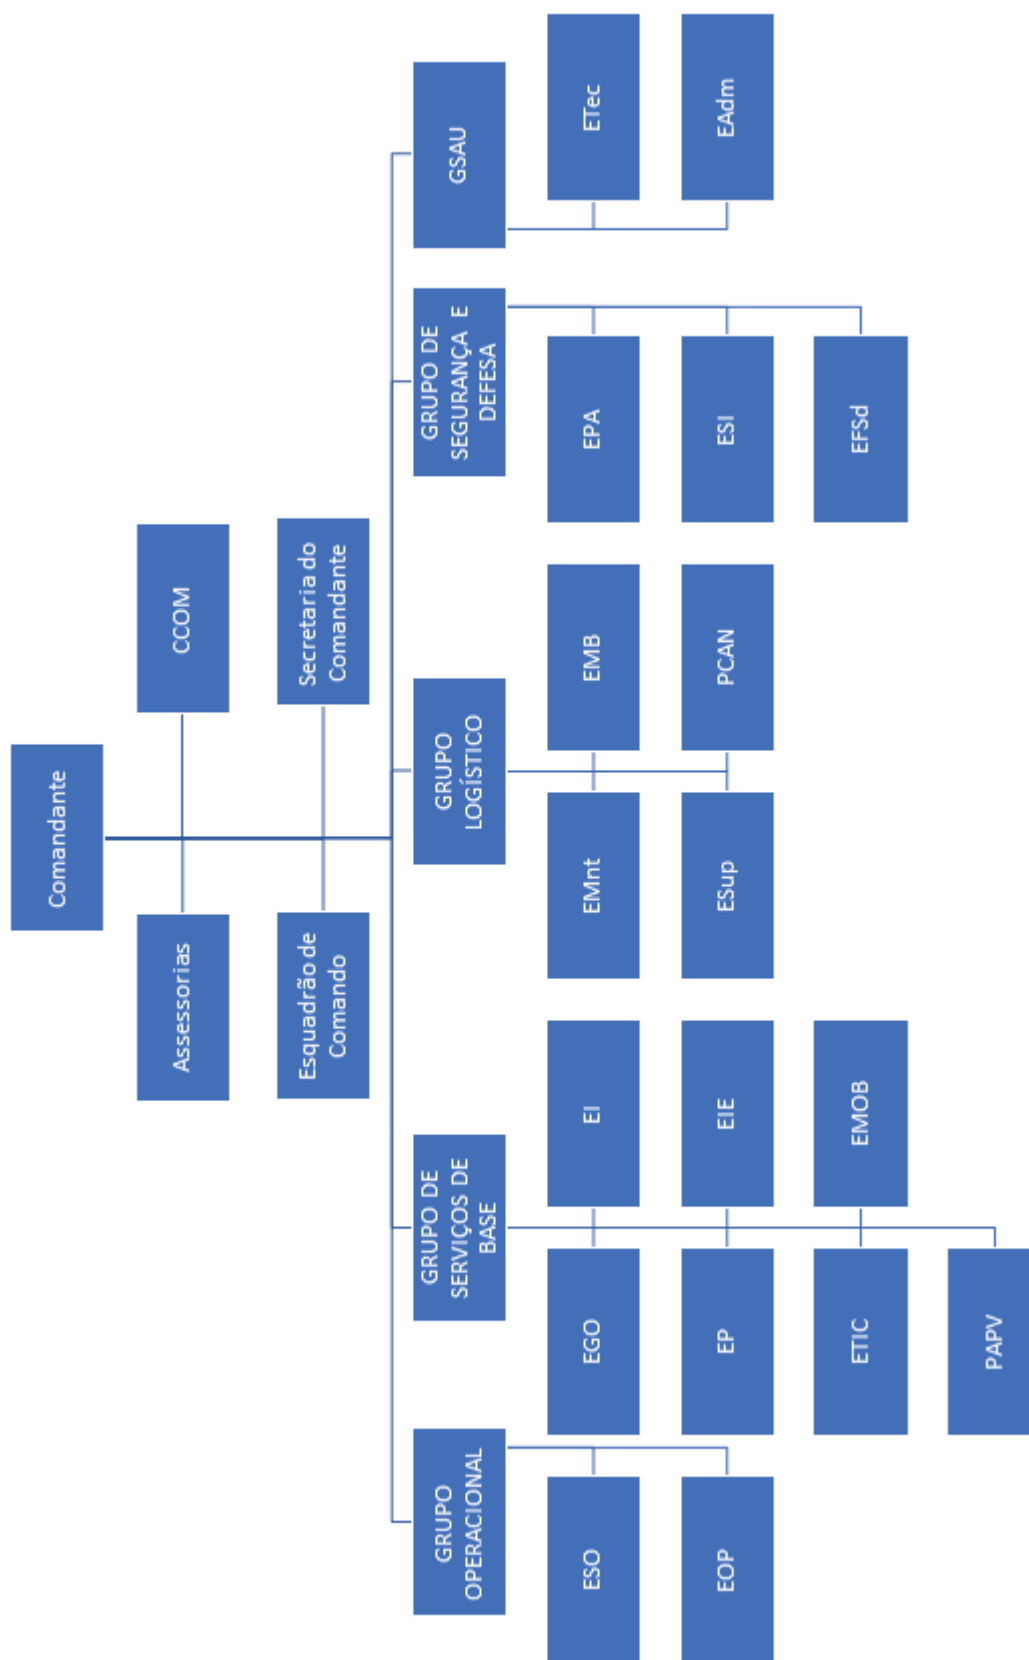 Comandante
Assessorias
CCOM
Esquadrão de
Comando
Secretaria do
Comandante
GRUPO
OPERACIONAL
ESO
EOP
GRUPO DE
SERVIÇOS DE
BASE
EGO
EI
EP
EIE
ETIC
EMOB
PAPV
GRUPO
LOGÍSTICO
EMnt
EMB
ESup
PCAN
GRUPO DE
SEGURANÇA E
DEFESA
EPA
ESI
EFSd
GSAU
ETec
EAdm